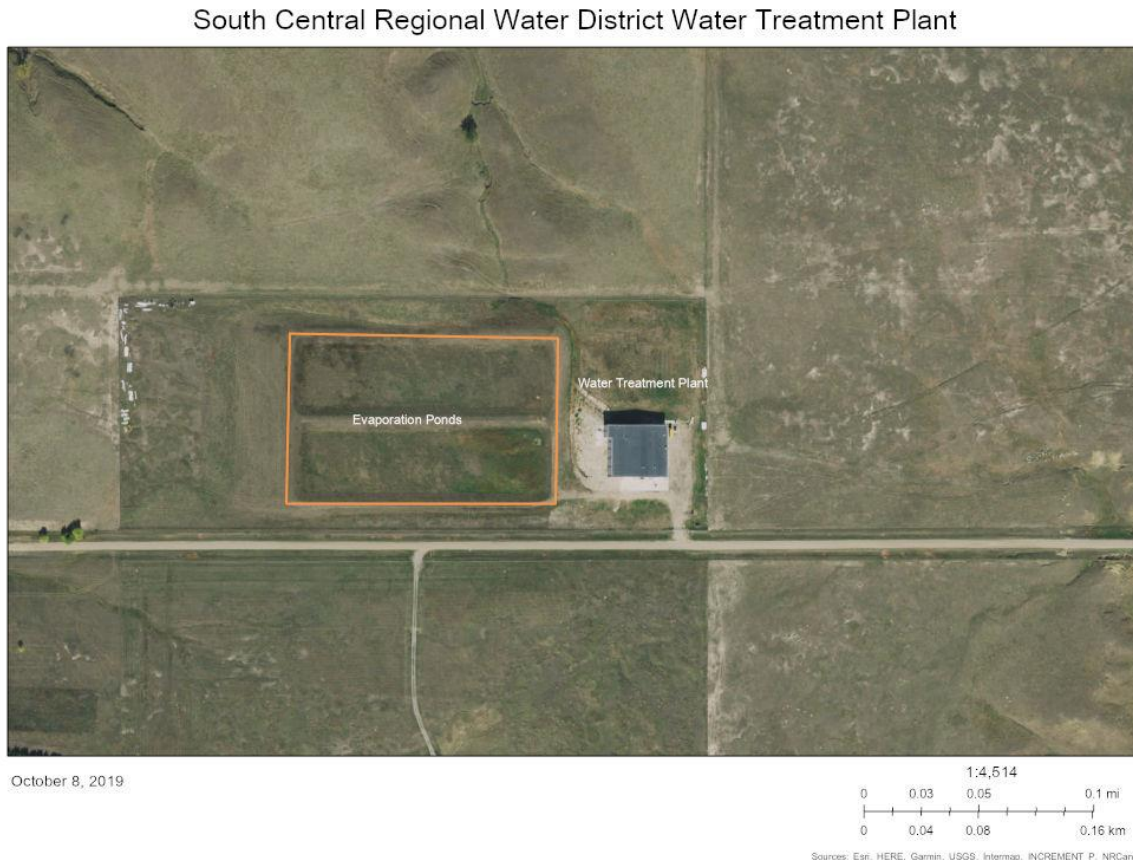 South Central Regional Water District Water Treatment Plant
Water Treatment Plant
Evaporation Ponds
October 8, 2019
1:4,514
0 0.03 0.05 0.1 mi
0 0.04 0.08 0.16 km
Sources: Esri, HERE, Garmin, USGS, Intermap, INCREMENT P, NRCan